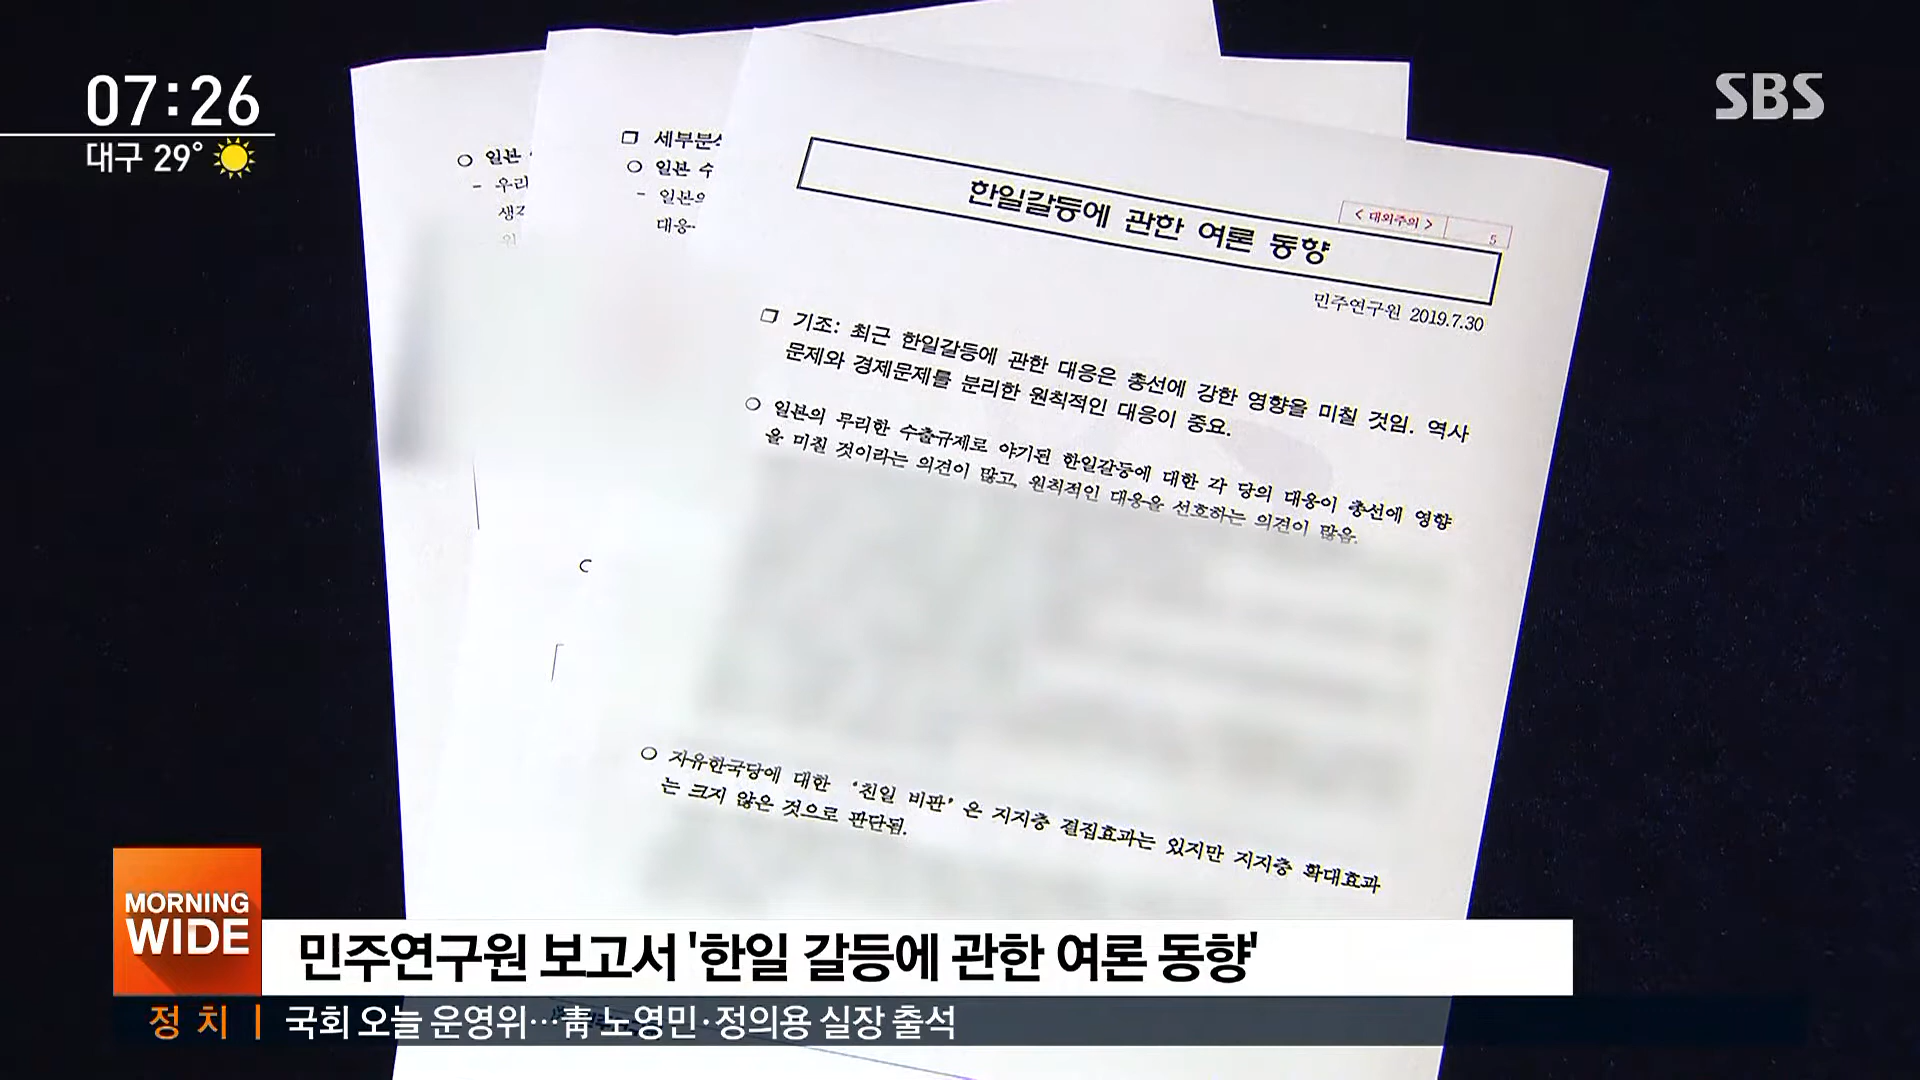 07:26
대구 29°
SBS
○ 일본
- 우리
□ 세부분
○ 일본 수
- 일본의
대응
한일갈등에 관한 여론 동향
< 대외주의 >
5
민주연구원 2019.7.30
□ 기조: 최근 한일갈등에 관한 대응은 총선에 강한 영향을 미칠 것임. 역사
문제와 경제문제를 분리한 원칙적인 대응이 중요.
○ 일본의 무리한 수출규제로 야기된 한일갈등에 대한 각 당의 대응이 총선에 영향
을 미칠 것이라는 의견이 많고, 원칙적인 대응을 선호하는 의견이 많음.
○ 자유한국당에 대한 '친일 비판' 은 지지층 결집효과는 있지만 지지층 확대효과
는 크지 않은 것으로 판단됨.
MORNING
WIDE
민주연구원 보고서 '한일 갈등에 관한 여론 동향'
정치 | 국회 오늘 운영위…靑 노영민·정의용 실장 출석